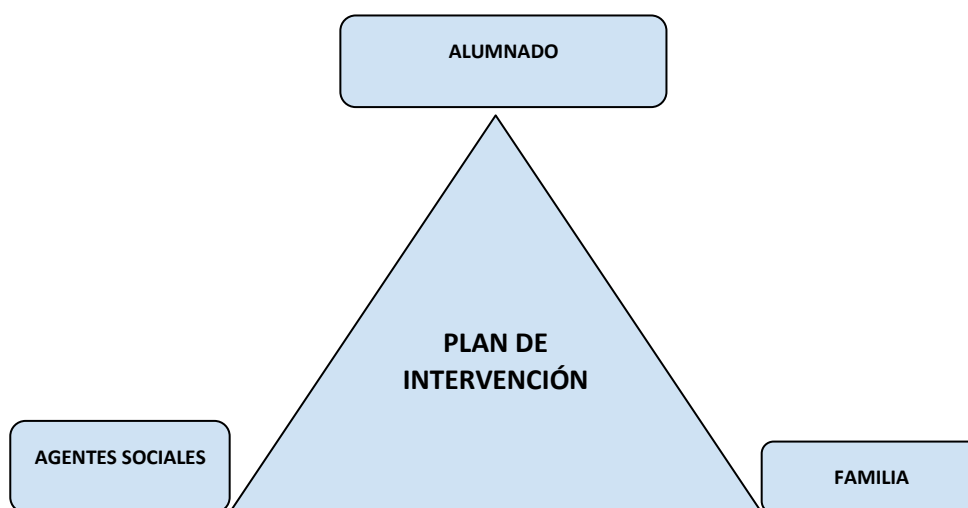 ALUMNADO
PLAN DE
INTERVENCIÓN
AGENTES SOCIALES
FAMILIA